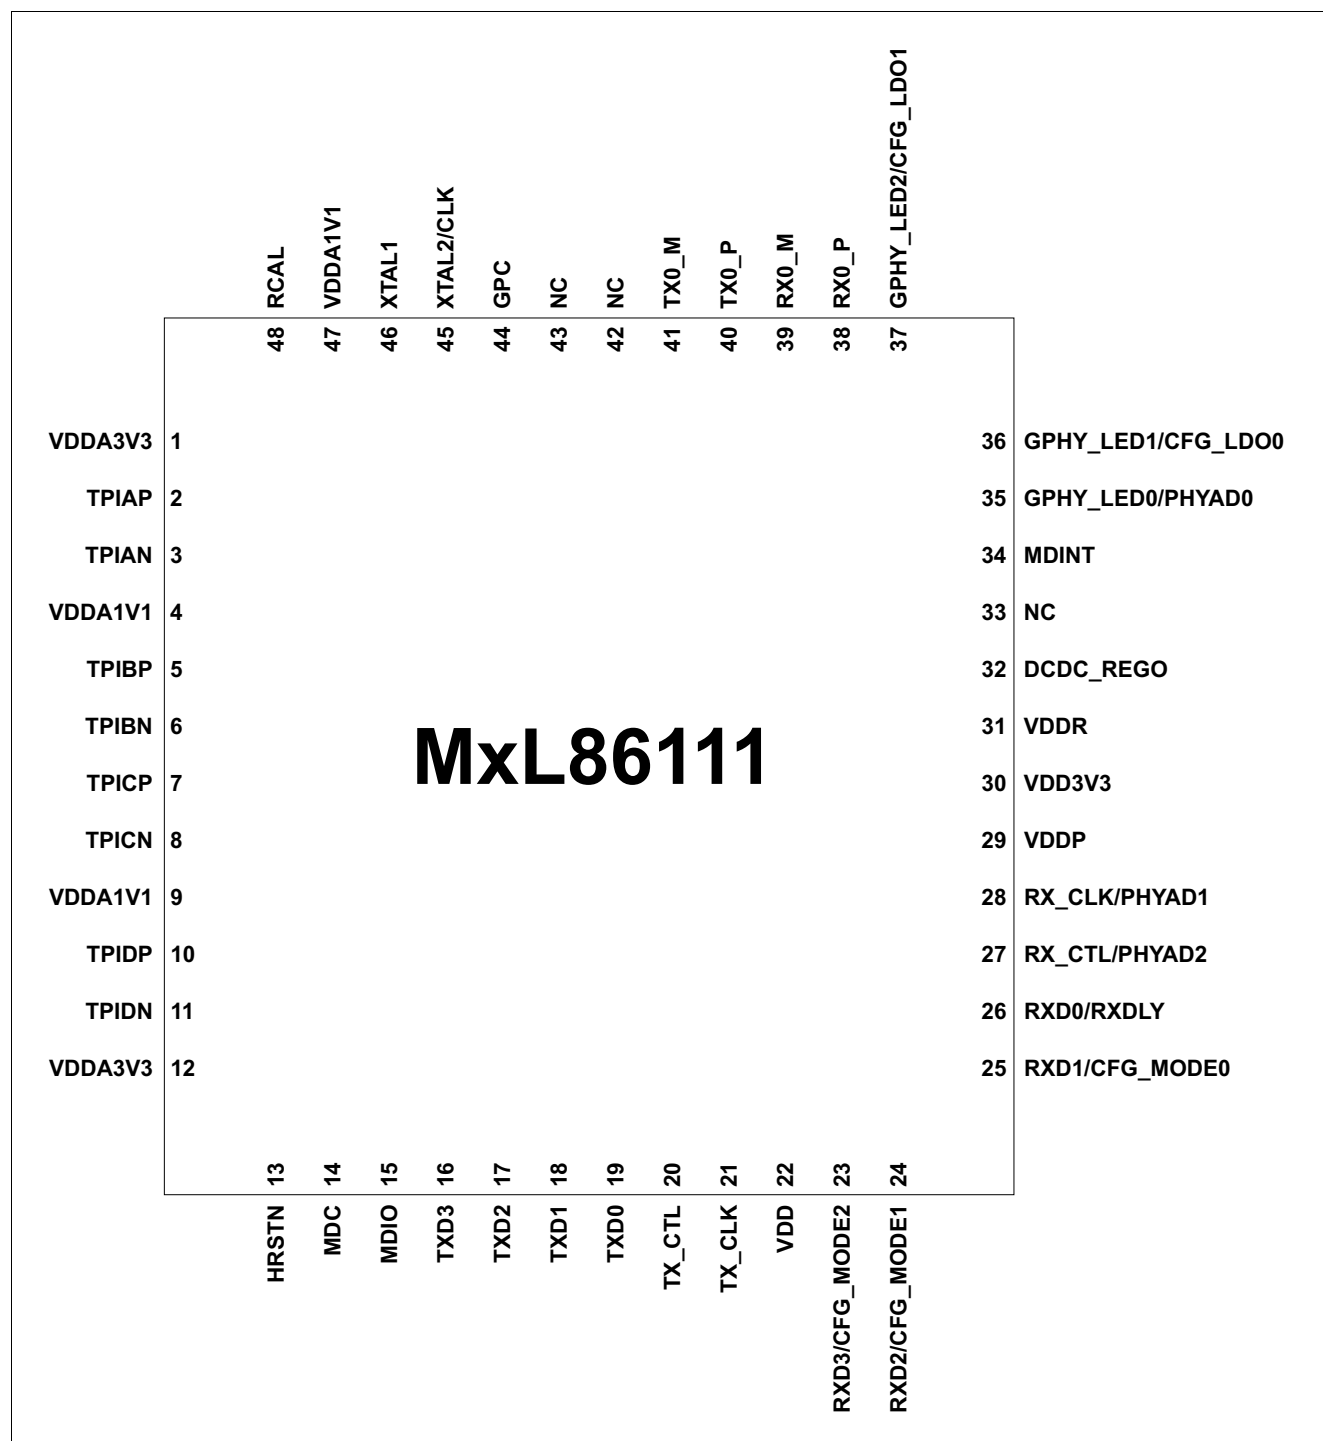 RCAL
VDDA1V1
XTAL1
XTAL2/CLK
GPC
NC
NC
TX0_M
TX0_P
RX0_M
RX0_P
GPHY_LED2/CFG_LDO1
48
47
46
45
44
43
42
41
40
39
38
37
VDDA3V3 1
TPIAP 2
TPIAN 3
VDDA1V1 4
TPIBP 5
TPIBN 6
TPICP 7
TPICN 8
VDDA1V1 9
TPIDP 10
TPIDN 11
VDDA3V3 12
MxL86111
36 GPHY_LED1/CFG_LDO0
35 GPHY_LED0/PHYAD0
34 MDINT
33 NC
32 DCDC_REGO
31 VDDR
30 VDD3V3
29 VDDP
28 RX_CLK/PHYAD1
27 RX_CTL/PHYAD2
26 RXD0/RXDLY
25 RXD1/CFG_MODE0
HRSTN 13
MDC 14
MDIO 15
TXD3 16
TXD2 17
TXD1 18
TXD0 19
TX_CTL 20
TX_CLK 21
VDD 22
RXD3/CFG_MODE2 23
RXD2/CFG_MODE1 24